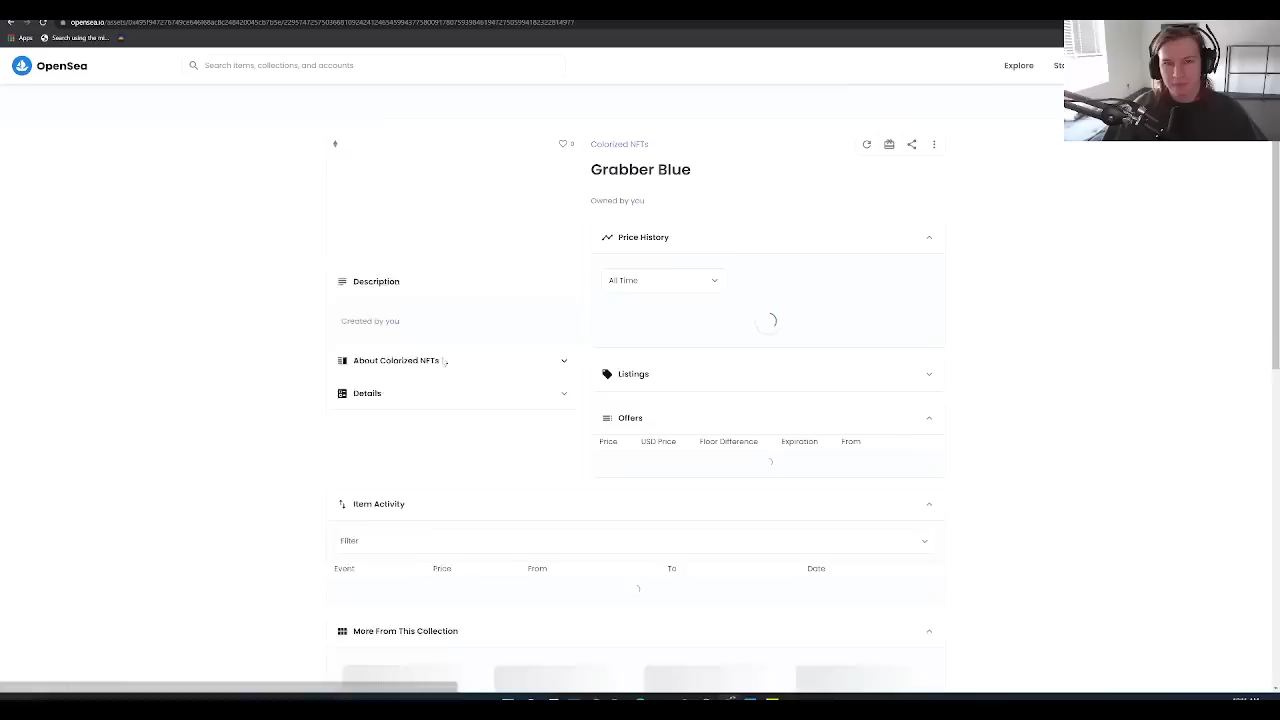 Apps
Search using the mi...
OpenSea
Search items, collections, and accounts
Explore
Sto
0
Colorized NFTs
Grabber Blue
Owned by you
Price History
All Time
Description
Created by you
About Colorized NFTs
Details
Listings
Offers
Price USD Price Floor Difference Expiration From
Item Activity
Filter
Event Price From To Date
More From This Collection